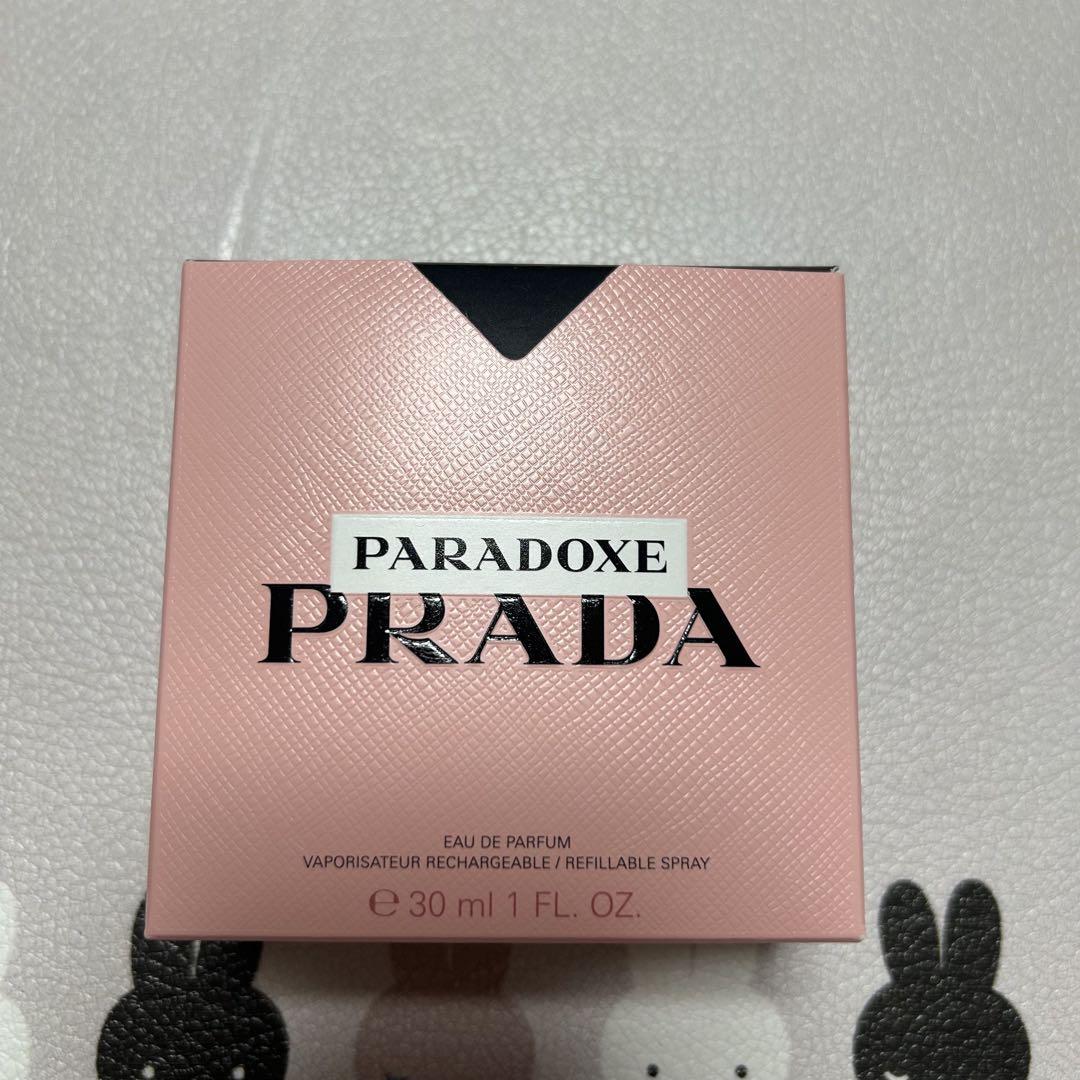 PARADOXE
PRADA
EAU DE PARFUM
VAPORISATEUR RECHARGEABLE / REFILLABLE SPRAY
℮ 30 ml 1 FL. OZ.